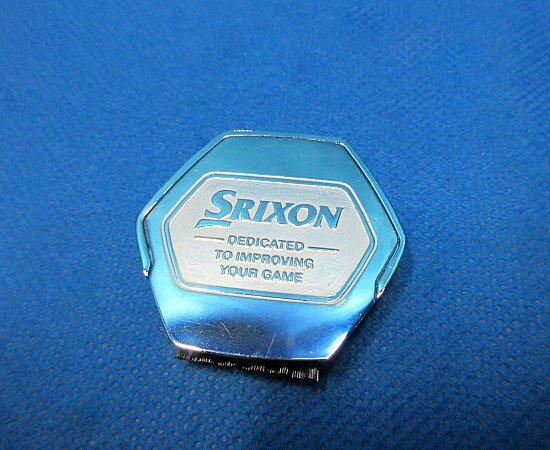 SRIXON
DEDICATED
TO IMPROVING
YOUR GAME